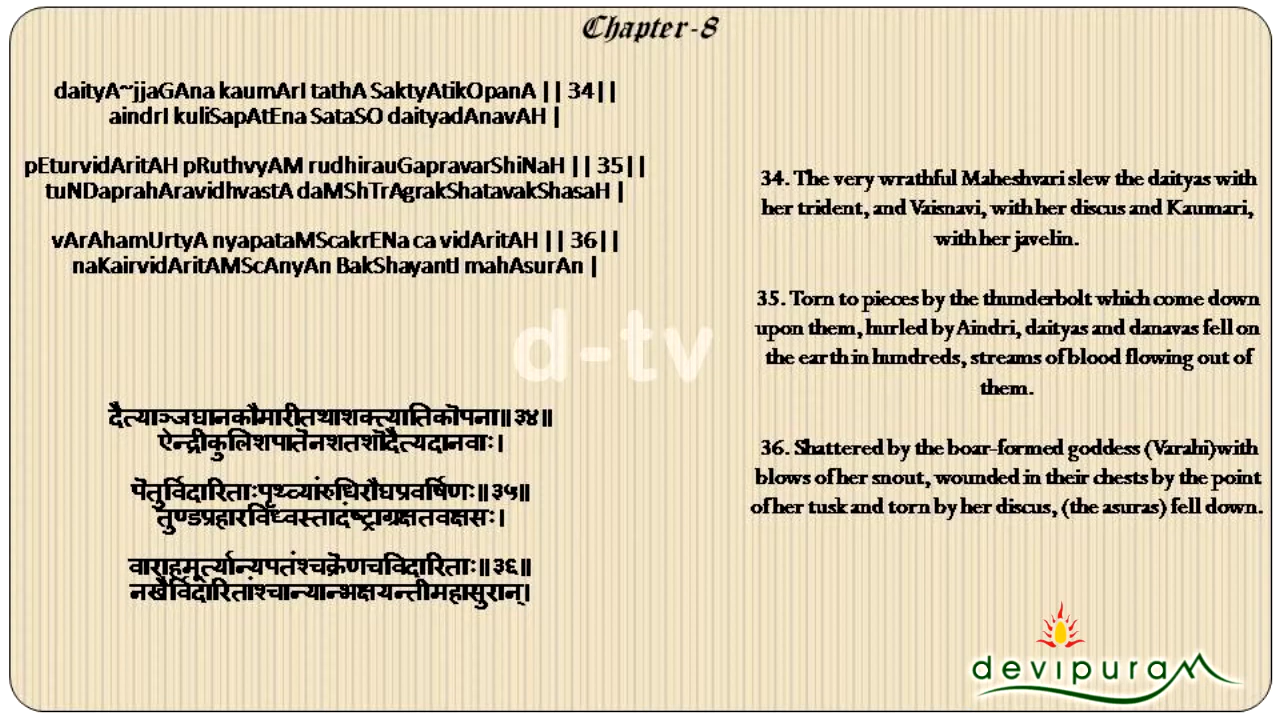 Chapter-8
daityA~jjaGAna kaumArI tathA SaktyAtikOpanA || 34||
aindrI kuliSapAtEna SataSO daityadAnavAH |
pEturvidAritAH pRuthvyAM rudhirauGapravarShiNaH || 35||
tuNDaprahAravidhvastA daMShTrAgrakShatavakShasaH |
vArAhamUrtyA nyapataMScakrENa ca vidAritAH || 36||
naKairvidAritAMScAnyAn BakShayantI mahAsurAn |
दैत्याञ्जघानकौमारीतथाशक्त्यातिकॊपना॥३४॥
ऐन्द्रीकुलिशपातॆनशतशॊदैत्यदानवाः।
पॆतुर्विदारिताःपृथ्व्यांरुधिरौघप्रवर्षिणः॥३५॥
तुण्डप्रहारविध्वस्तादंष्ट्राग्रक्षतवक्षसः।
वाराहमूर्त्यान्यपतंश्चक्रॆणचविदारिताः॥३६॥
नखैर्विदारितांश्चान्यान्भक्षयन्तीमहासुरान्।
34. The very wrathful Maheshvari slew the daityas with
her trident, and Vaisnavi, with her discus and Kaumari,
with her javelin.
35. Torn to pieces by the thunderbolt which come down
upon them, hurled by Aindri, daityas and danavas fell on
the earth in hundreds, streams of blood flowing out of
them.
36. Shattered by the boar-formed goddess (Varahi)with
blows of her snout, wounded in their chests by the point
of her tusk and torn by her discus, (the asuras) fell down.
d-tv
devipuram